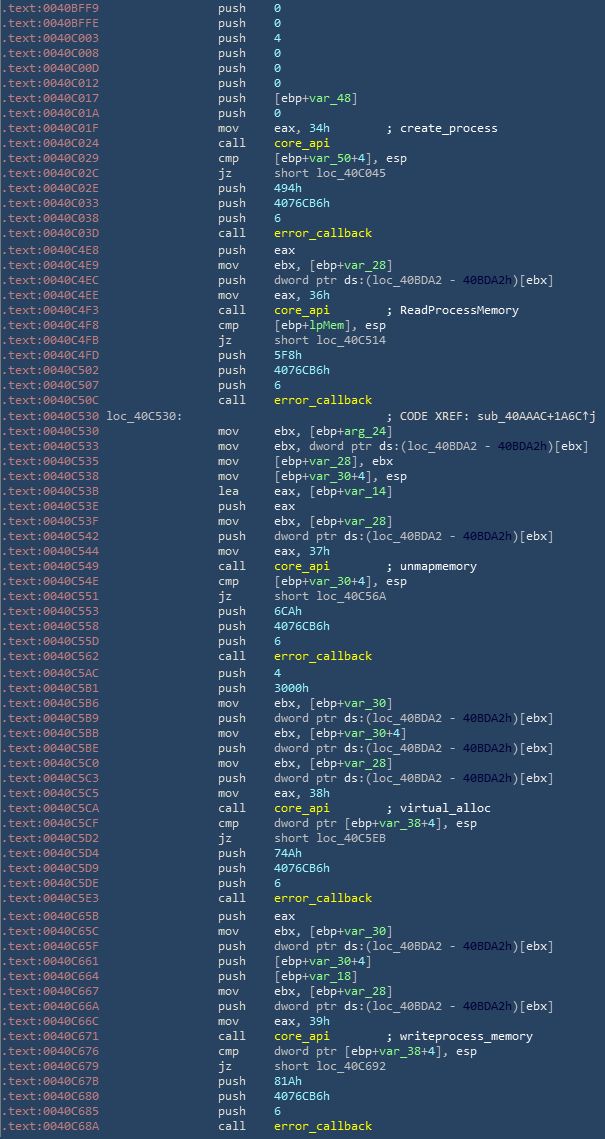 .text:0040BFF9 push 0
.text:0040BFFE push 0
.text:0040C003 push 4
.text:0040C008 push 0
.text:0040C00D push 0
.text:0040C012 push 0
.text:0040C017 push [ebp+var_48]
.text:0040C01A push 0
.text:0040C01F mov eax, 34h ; create_process
.text:0040C024 call core_api
.text:0040C029 cmp [ebp+var_50+4], esp
.text:0040C02C jz short loc_40C045
.text:0040C02E push 494h
.text:0040C033 push 4076CB6h
.text:0040C038 push 6
.text:0040C03D call error_callback
.text:0040C4E8 push eax
.text:0040C4E9 mov ebx, [ebp+var_28]
.text:0040C4EC push dword ptr ds:(loc_40BDA2 - 40BDA2h)[ebx]
.text:0040C4EE mov eax, 36h
.text:0040C4F3 call core_api ; ReadProcessMemory
.text:0040C4F8 cmp [ebp+lpMem], esp
.text:0040C4FB jz short loc_40C514
.text:0040C4FD push 5F8h
.text:0040C502 push 4076CB6h
.text:0040C507 push 6
.text:0040C50C call error_callback
.text:0040C530 loc_40C530: ; CODE XREF: sub_40AAAC+1A6C↑j
.text:0040C530 mov ebx, [ebp+arg_24]
.text:0040C533 mov ebx, dword ptr ds:(loc_40BDA2 - 40BDA2h)[ebx]
.text:0040C535 mov [ebp+var_28], ebx
.text:0040C538 mov [ebp+var_30+4], esp
.text:0040C53B lea eax, [ebp+var_14]
.text:0040C53E push eax
.text:0040C53F mov ebx, [ebp+var_28]
.text:0040C542 push dword ptr ds:(loc_40BDA2 - 40BDA2h)[ebx]
.text:0040C544 mov eax, 37h
.text:0040C549 call core_api ; unmapmemory
.text:0040C54E cmp [ebp+var_30+4], esp
.text:0040C551 jz short loc_40C56A
.text:0040C553 push 6CAh
.text:0040C558 push 4076CB6h
.text:0040C55D push 6
.text:0040C562 call error_callback
.text:0040C5AC push 4
.text:0040C5B1 push 3000h
.text:0040C5B6 mov ebx, [ebp+var_30]
.text:0040C5B9 push dword ptr ds:(loc_40BDA2 - 40BDA2h)[ebx]
.text:0040C5BB mov ebx, [ebp+var_30+4]
.text:0040C5BE push dword ptr ds:(loc_40BDA2 - 40BDA2h)[ebx]
.text:0040C5C0 mov ebx, [ebp+var_28]
.text:0040C5C3 push dword ptr ds:(loc_40BDA2 - 40BDA2h)[ebx]
.text:0040C5C5 mov eax, 38h
.text:0040C5CA call core_api ; virtual_alloc
.text:0040C5CF cmp dword ptr [ebp+var_38+4], esp
.text:0040C5D2 jz short loc_40C5EB
.text:0040C5D4 push 74Ah
.text:0040C5D9 push 4076CB6h
.text:0040C5DE push 6
.text:0040C5E3 call error_callback
.text:0040C65B push eax
.text:0040C65C mov ebx, [ebp+var_30]
.text:0040C65F push dword ptr ds:(loc_40BDA2 - 40BDA2h)[ebx]
.text:0040C661 push [ebp+var_30+4]
.text:0040C664 push [ebp+var_18]
.text:0040C667 mov ebx, [ebp+var_28]
.text:0040C66A push dword ptr ds:(loc_40BDA2 - 40BDA2h)[ebx]
.text:0040C66C mov eax, 39h
.text:0040C671 call core_api ; writeprocess_memory
.text:0040C676 cmp dword ptr [ebp+var_38+4], esp
.text:0040C679 jz short loc_40C692
.text:0040C67B push 81Ah
.text:0040C680 push 4076CB6h
.text:0040C685 push 6
.text:0040C68A call error_callback